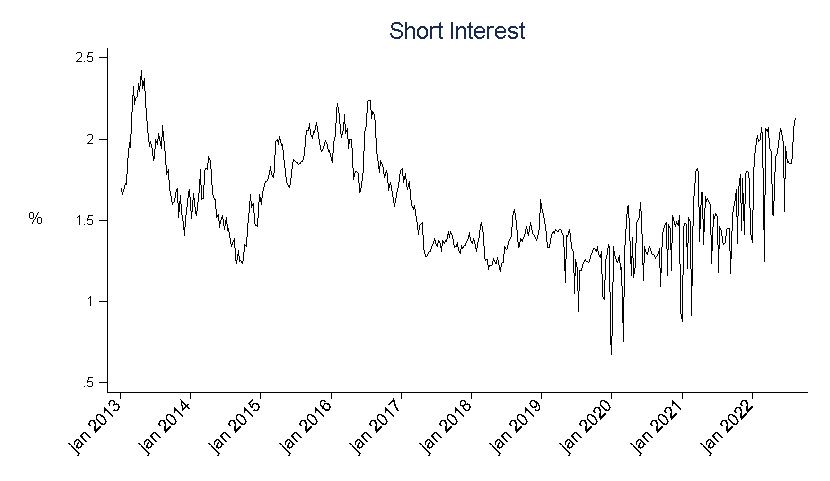 Short Interest
2.5
2
%
1.5
1
.5
jan 2013
jan 2014
jan 2015
jan 2016
jan 2017
jan 2018
jan 2019
jan 2020
jan 2021
jan 2022